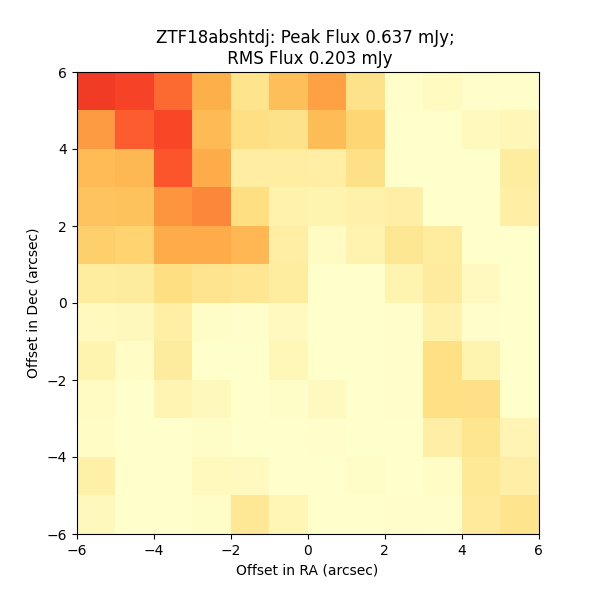 ZTF18abshtdj: Peak Flux 0.637 mJy;
RMS Flux 0.203 mJy
6
4
2
0
−2
−4
−6
Offset in Dec (arcsec)
−6 −4 −2 0 2 4 6
Offset in RA (arcsec)